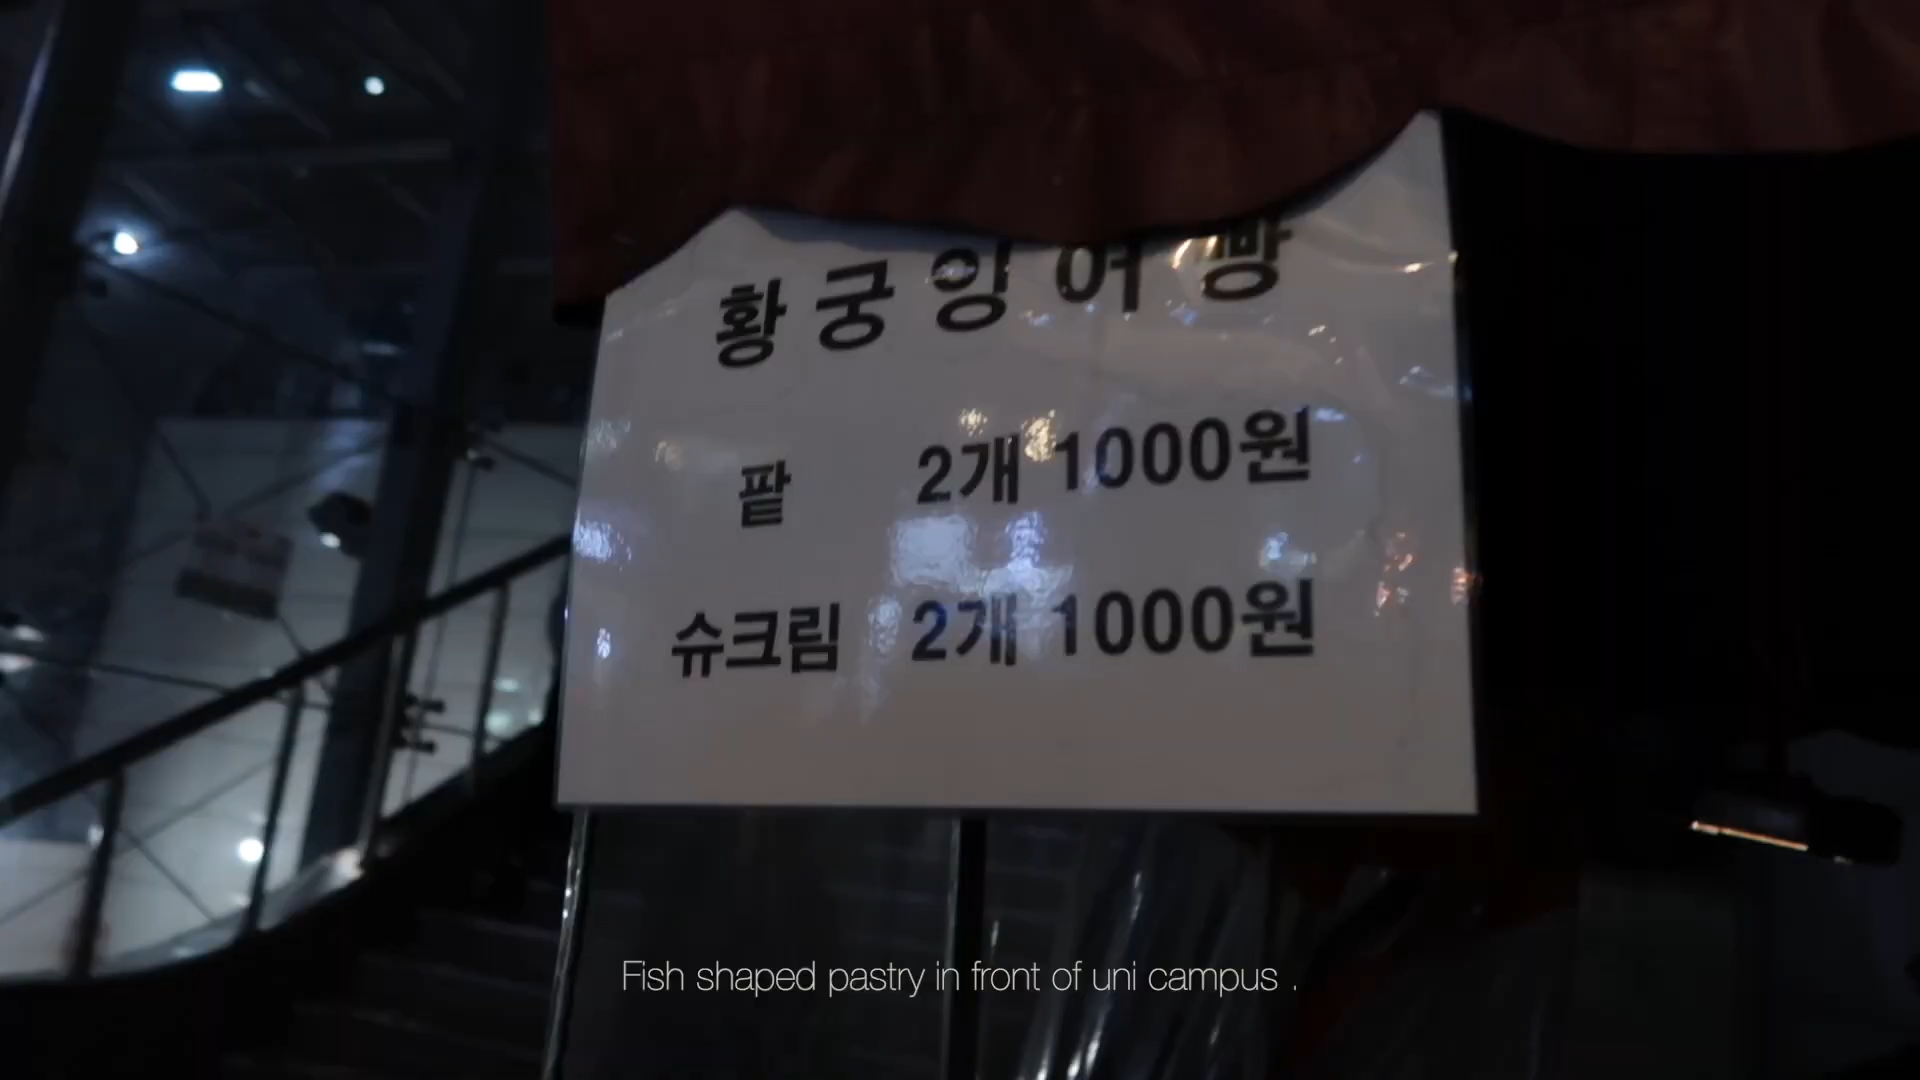 황궁잉어빵
팥 2개 1000원
슈크림 2개 1000원
Fish shaped pastry in front of uni campus .